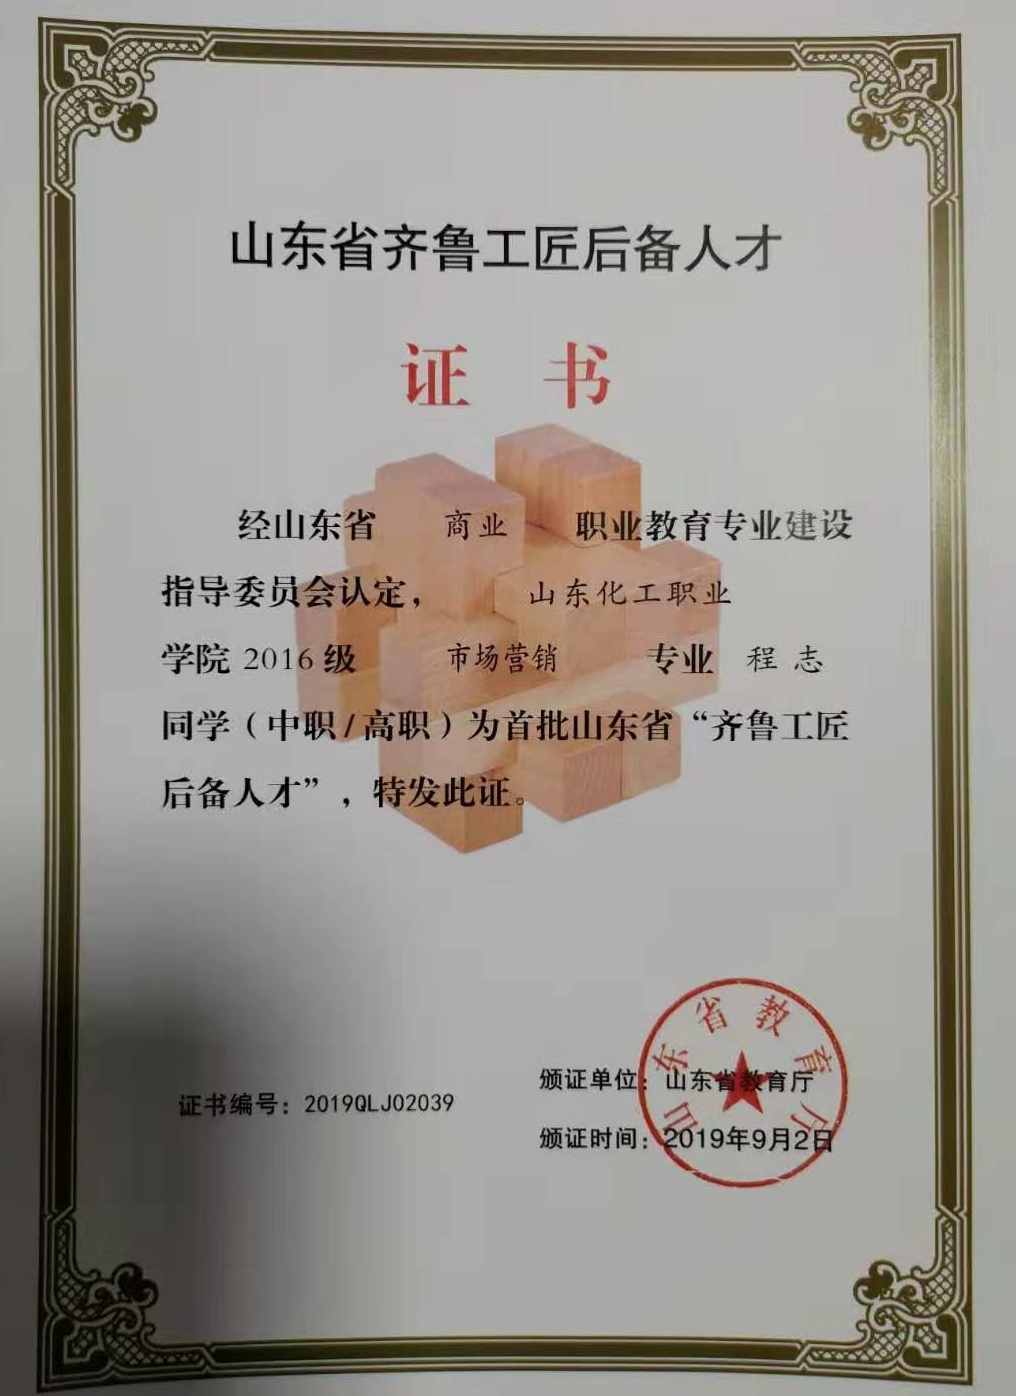 山东省齐鲁工匠后备人才
证 书
经山东省 商业 职业教育专业建设
指导委员会认定， 山东化工职业
学院 2016 级 市场营销 专业 程志
同学（中职/高职）为首批山东省“齐鲁工匠
后备人才”，特发此证。
山东省教育厅
颁证单位：山东省教育厅
证书编号：2019QLJ02039
颁证时间：2019年9月2日